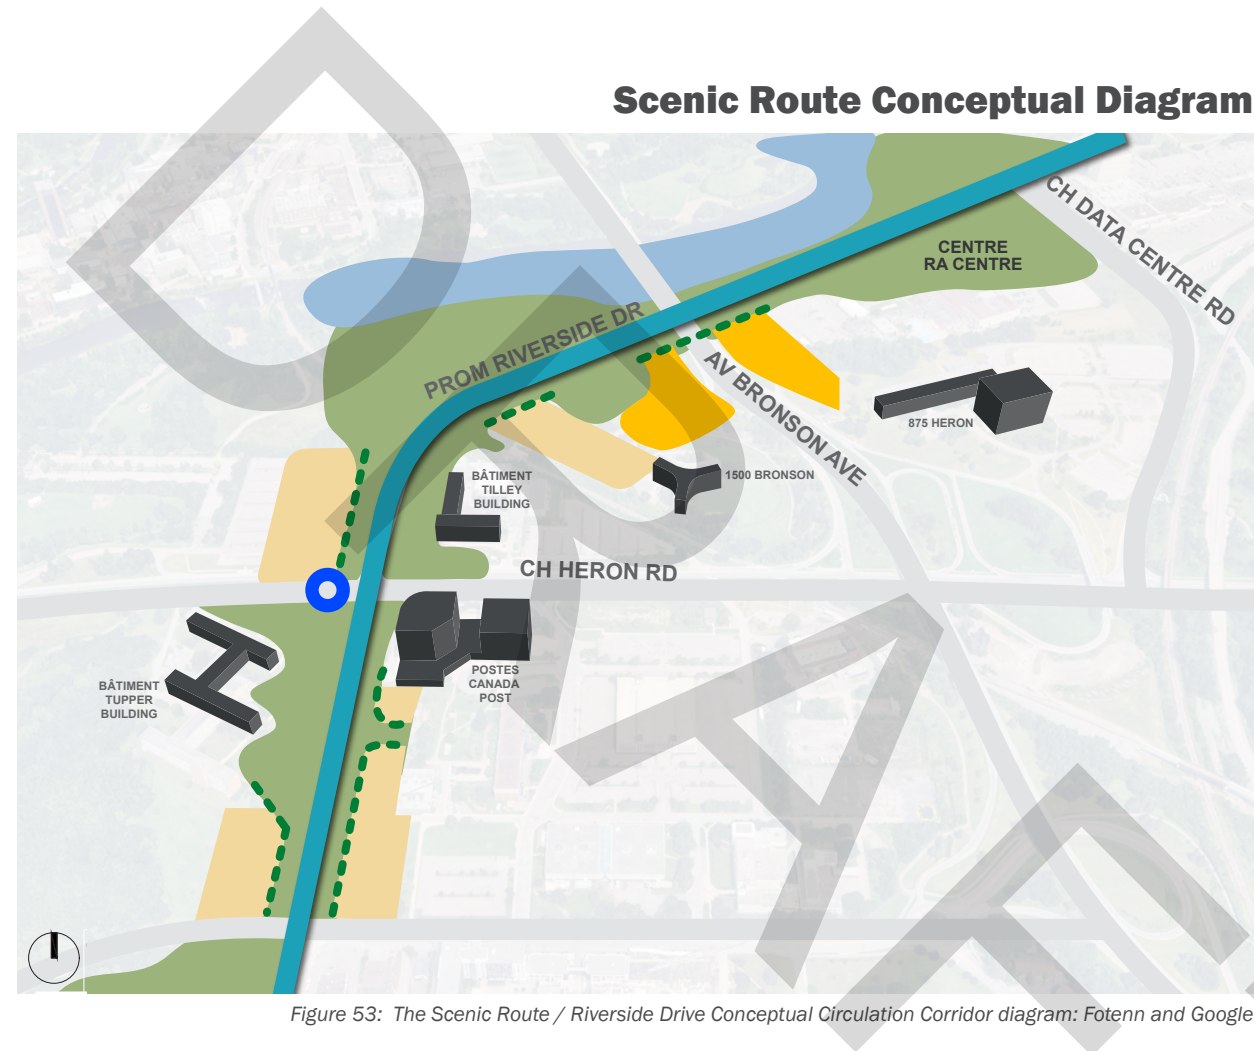 Scenic Route Conceptual Diagram
CH DATA CENTRE RD
CENTRE
RA CENTRE
PROM RIVERSIDE DR
AV BRONSON AVE
875 HERON
BÂTIMENT
TILLEY
BUILDING
1500 BRONSON
CH HERON RD
BÂTIMENT
TUPPER
BUILDING
POSTES
CANADA
POST
DRAF
Figure 53: The Scenic Route / Riverside Drive Conceptual Circulation Corridor diagram: Fotenn and Google